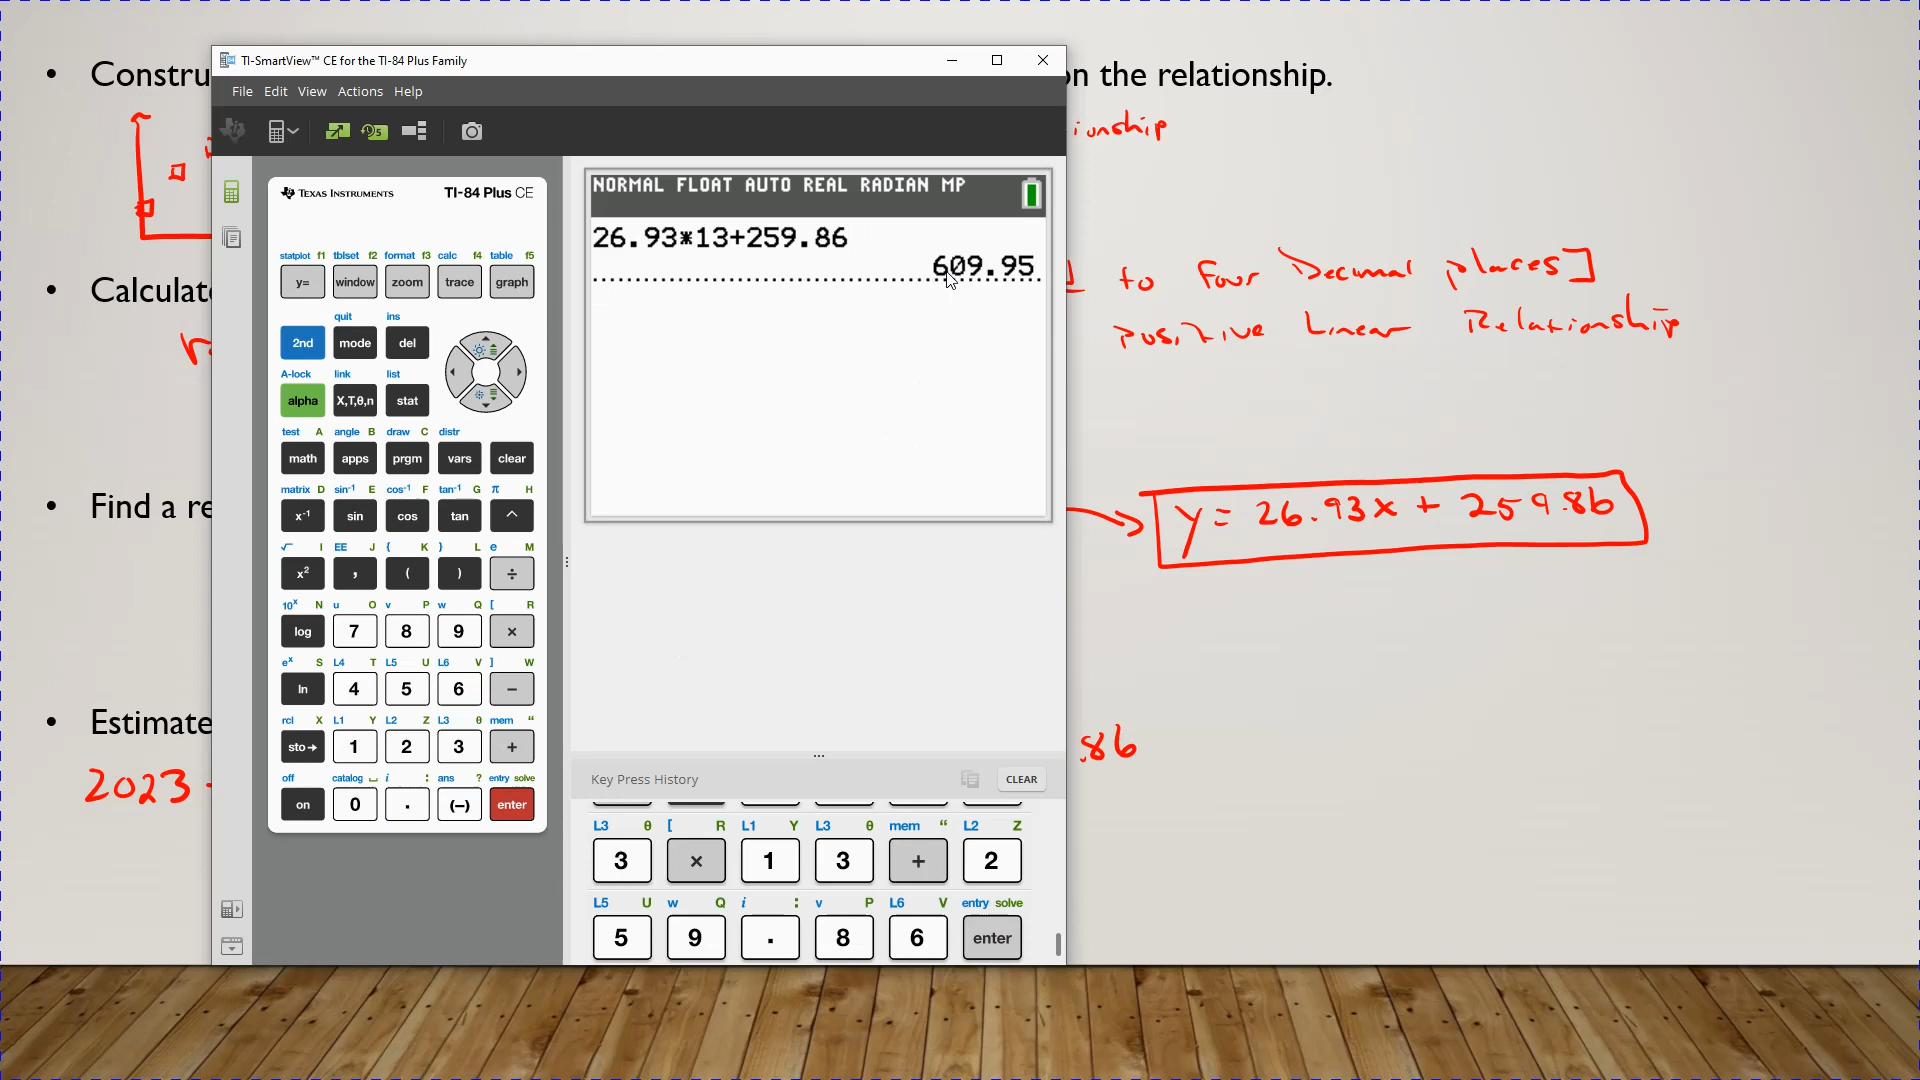 • Constru
on the relationship.
ionship
• Calculate
to four Decimal places]
r
positive Linear Relationship
• Find a re
y = 26.93x + 259.86
• Estimate
.86
2023 -
TI-SmartView™ CE for the TI-84 Plus Family
File Edit View Actions Help
TEXAS INSTRUMENTS TI-84 Plus CE
statplot f1 tblset f2 format f3 calc f4 table f5
y= window zoom trace graph
quit ins
2nd mode del
A-lock link list
alpha X,T,θ,n stat
test A angle B draw C distr
math apps prgm vars clear
matrix D sin⁻¹ E cos⁻¹ F tan⁻¹ G π H
x⁻¹ sin cos tan ^
√ I EE J { K } L e M
x² , ( ) ÷
10ˣ N u O v P w Q [ R
log 7 8 9 ×
eˣ S L4 T L5 U L6 V ] W
ln 4 5 6 −
rcl X L1 Y L2 Z L3 θ mem “
sto→ 1 2 3 +
off catalog ⎵ i : ans ? entry solve
on 0 . (−) enter
NORMAL FLOAT AUTO REAL RADIAN MP
26.93*13+259.86
609.95
Key Press History CLEAR
L3 θ [ R L1 Y L3 θ mem “ L2 Z
3 × 1 3 + 2
L5 U w Q i : v P L6 V entry solve
5 9 . 8 6 enter